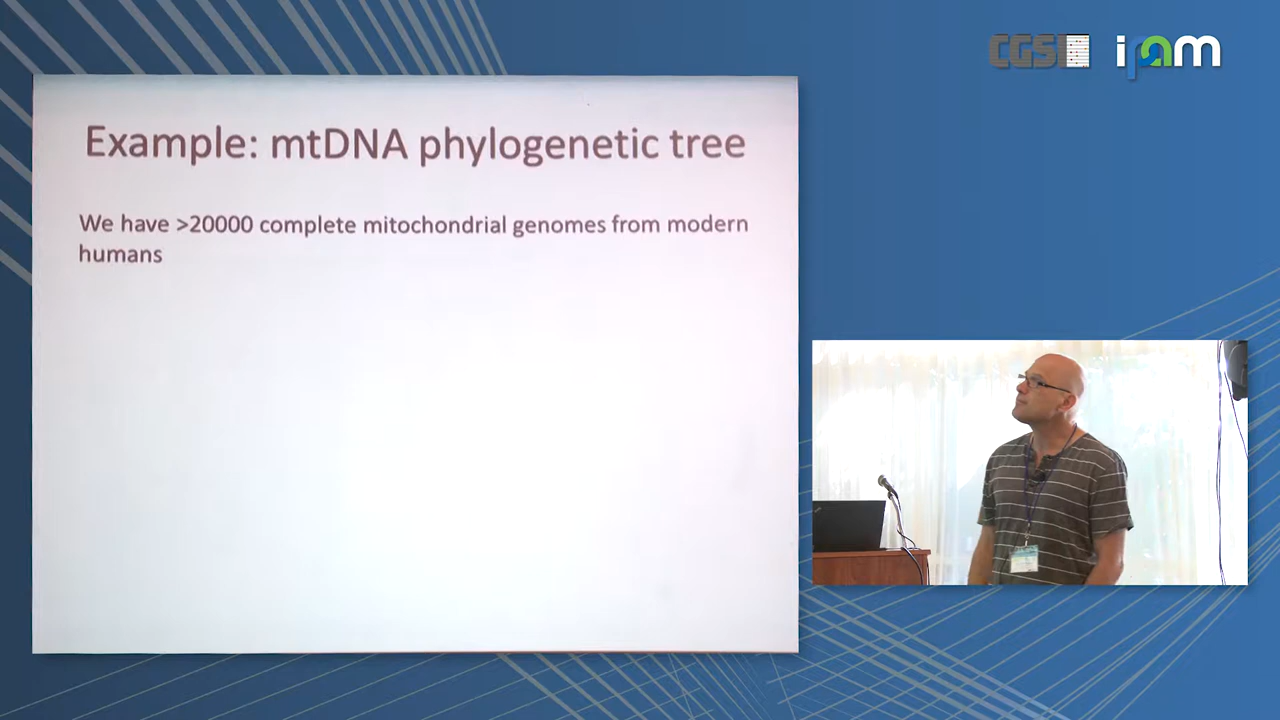 CGSI
ipam
Example: mtDNA phylogenetic tree
We have >20000 complete mitochondrial genomes from modern
humans